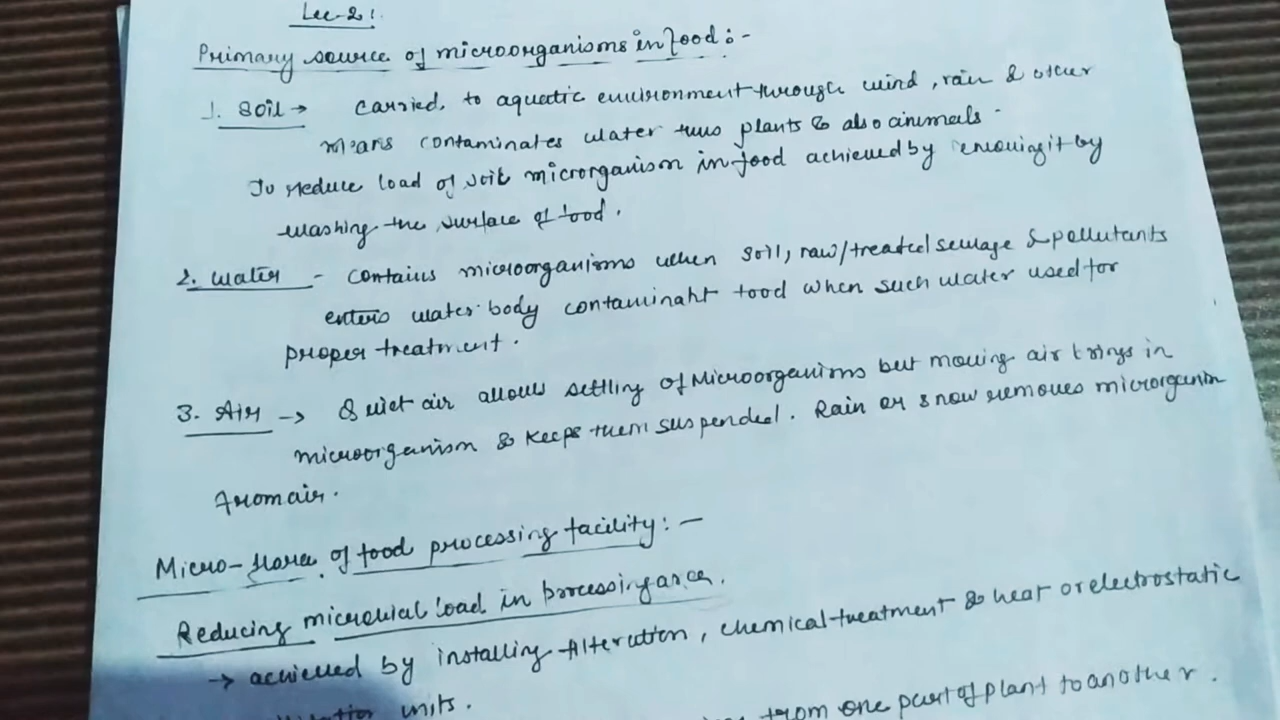 Lec-2:
Primary source of microorganisms in food :-
1. Soil → Carried, to aquatic environment through wind, rain & other
means contaminates water thus plants & also animals.
To reduce load of soil microrganism in food achieved by removing it by
washing the surface of food.
2. Water - contains microorganisms when soil, raw/treated sewage & pollutants
enters water body contaminaht food when such water used for
proper treatment.
3. Air → Quiet air allows settling of Microorganisms but moving air brings in
microorganism & keeps them suspended. Rain or snow removes microrganism
from air.
Micro-flora of food processing facility: -
Reducing microbial load in processing area.
→ achieved by installing filteration, chemical-treatment & heat or electrostatic
units.
from one part of plant to another.